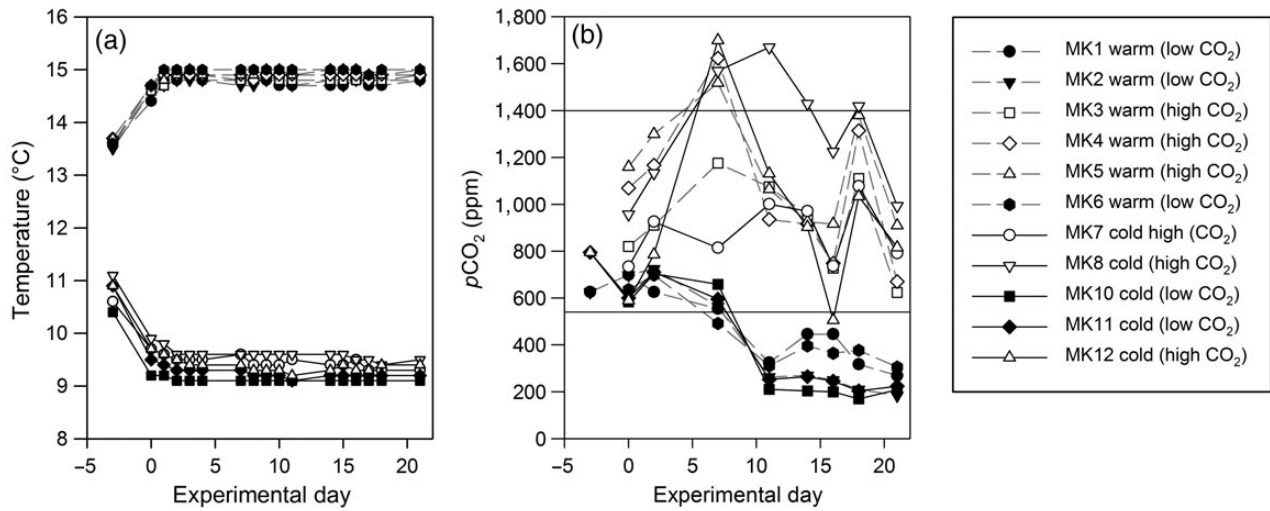 (a)
16
15
14
13
12
11
10
9
8
Temperature (°C)
−5 0 5 10 15 20
Experimental day
(b)
1,800
1,600
1,400
1,200
1,000
800
600
400
200
0
pCO₂ (ppm)
−5 0 5 10 15 20
Experimental day
MK1 warm (low CO₂)
MK2 warm (low CO₂)
MK3 warm (high CO₂)
MK4 warm (high CO₂)
MK5 warm (high CO₂)
MK6 warm (low CO₂)
MK7 cold high (CO₂)
MK8 cold (high CO₂)
MK10 cold (low CO₂)
MK11 cold (low CO₂)
MK12 cold (high CO₂)